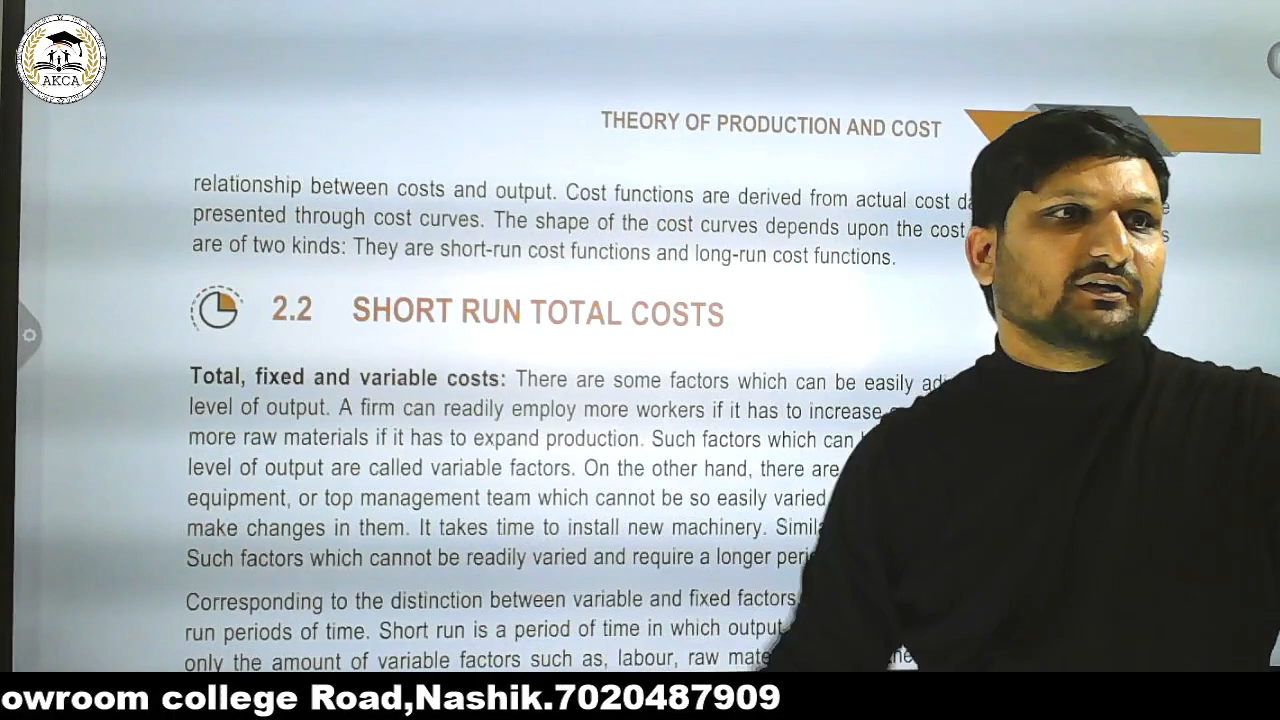 AKCA
THEORY OF PRODUCTION AND COST
relationship between costs and output. Cost functions are derived from actual cost
presented through cost curves. The shape of the cost curves depends upon the cost
are of two kinds: They are short-run cost functions and long-run cost functions.
2.2 SHORT RUN TOTAL COSTS
Total, fixed and variable costs: There are some factors which can be easily
level of output. A firm can readily employ more workers if it has to increase
more raw materials if it has to expand production. Such factors which can
level of output are called variable factors. On the other hand, there are
equipment, or top management team which cannot be so easily varied
make changes in them. It takes time to install new machinery.
Such factors which cannot be readily varied and require a longer
Corresponding to the distinction between variable and fixed factors
run periods of time. Short run is a period of time in which output
only the amount of variable factors such as, labour, raw
owroom college Road,Nashik.7020487909